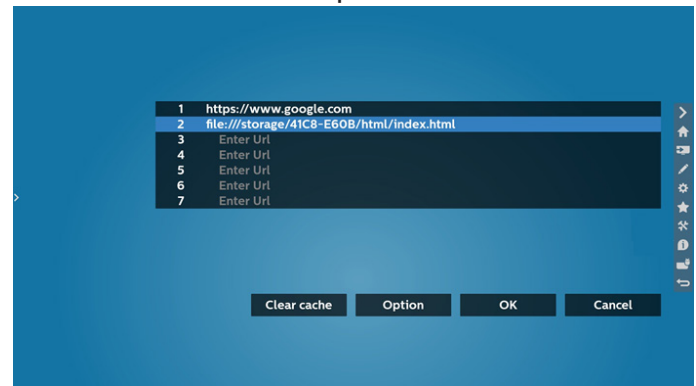 1 https://www.google.com
2 file:///storage/41C8-E60B/html/index.html
3 Enter Url
4 Enter Url
5 Enter Url
6 Enter Url
7 Enter Url
Clear cache Option OK Cancel